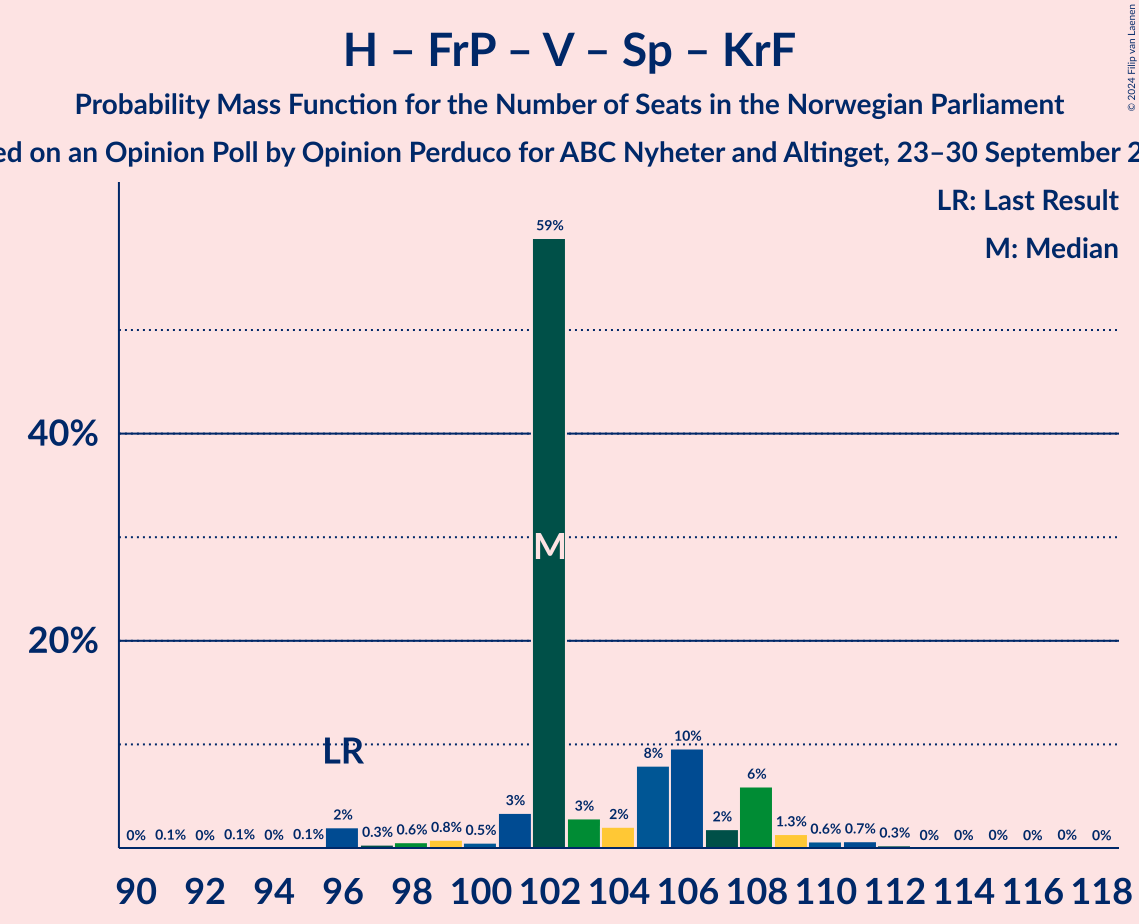 H – FrP – V – Sp – KrF
Probability Mass Function for the Number of Seats in the Norwegian Parliament
ed on an Opinion Poll by Opinion Perduco for ABC Nyheter and Altinget, 23–30 September 2
© 2024 Filip van Laenen
LR: Last Result
M: Median
40%
20%
LR
M
0% 0.1% 0% 0.1% 0% 0.1% 2% 0.3% 0.6% 0.8% 0.5% 3% 59% 3% 2% 8% 10% 2% 6% 1.3% 0.6% 0.7% 0.3% 0% 0% 0% 0% 0% 0%
90 92 94 96 98 100 102 104 106 108 110 112 114 116 118